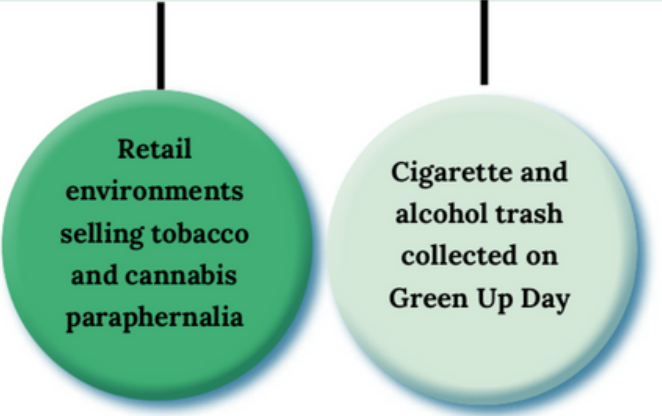 Retail
environments
selling tobacco
and cannabis
paraphernalia
Cigarette and
alcohol trash
collected on
Green Up Day